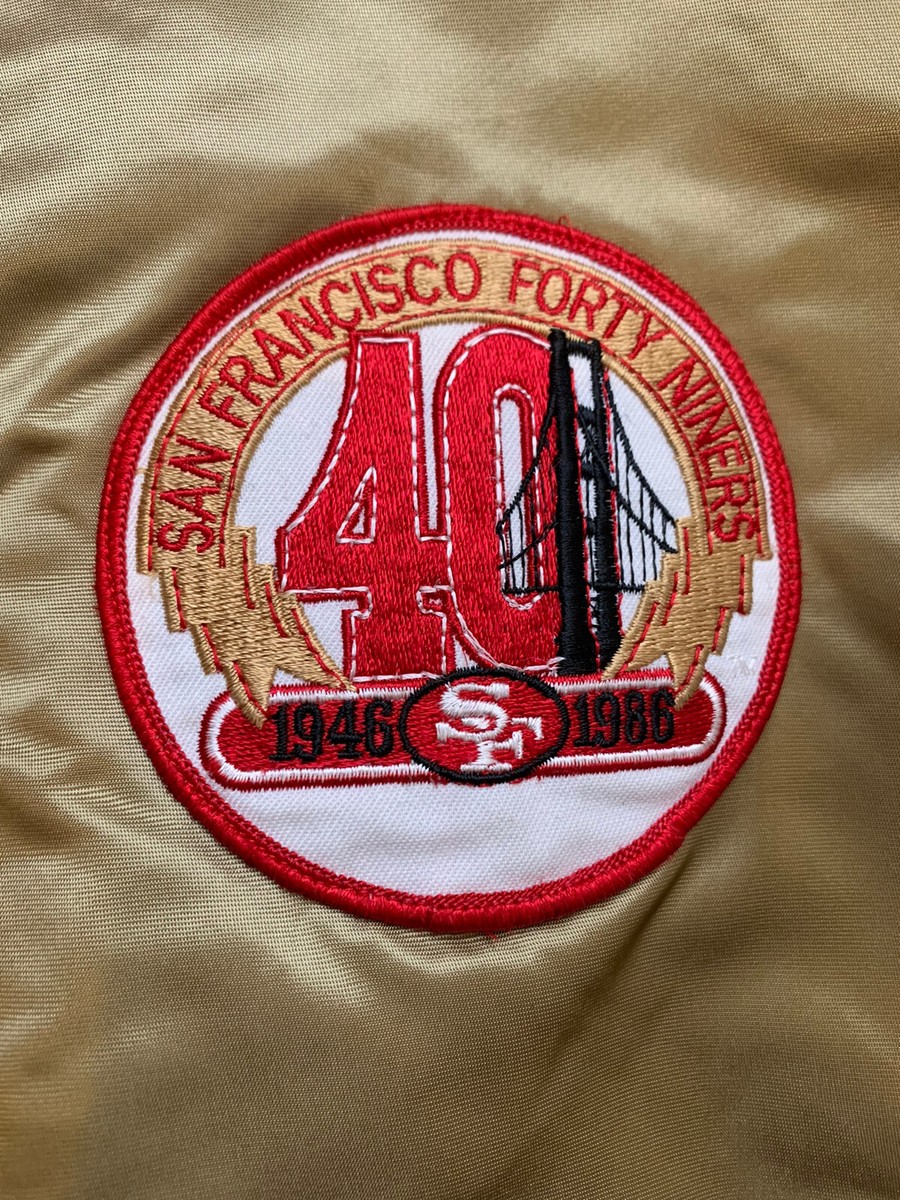 SAN FRANCISCO FORTY NINERS
40
1946 SF 1986